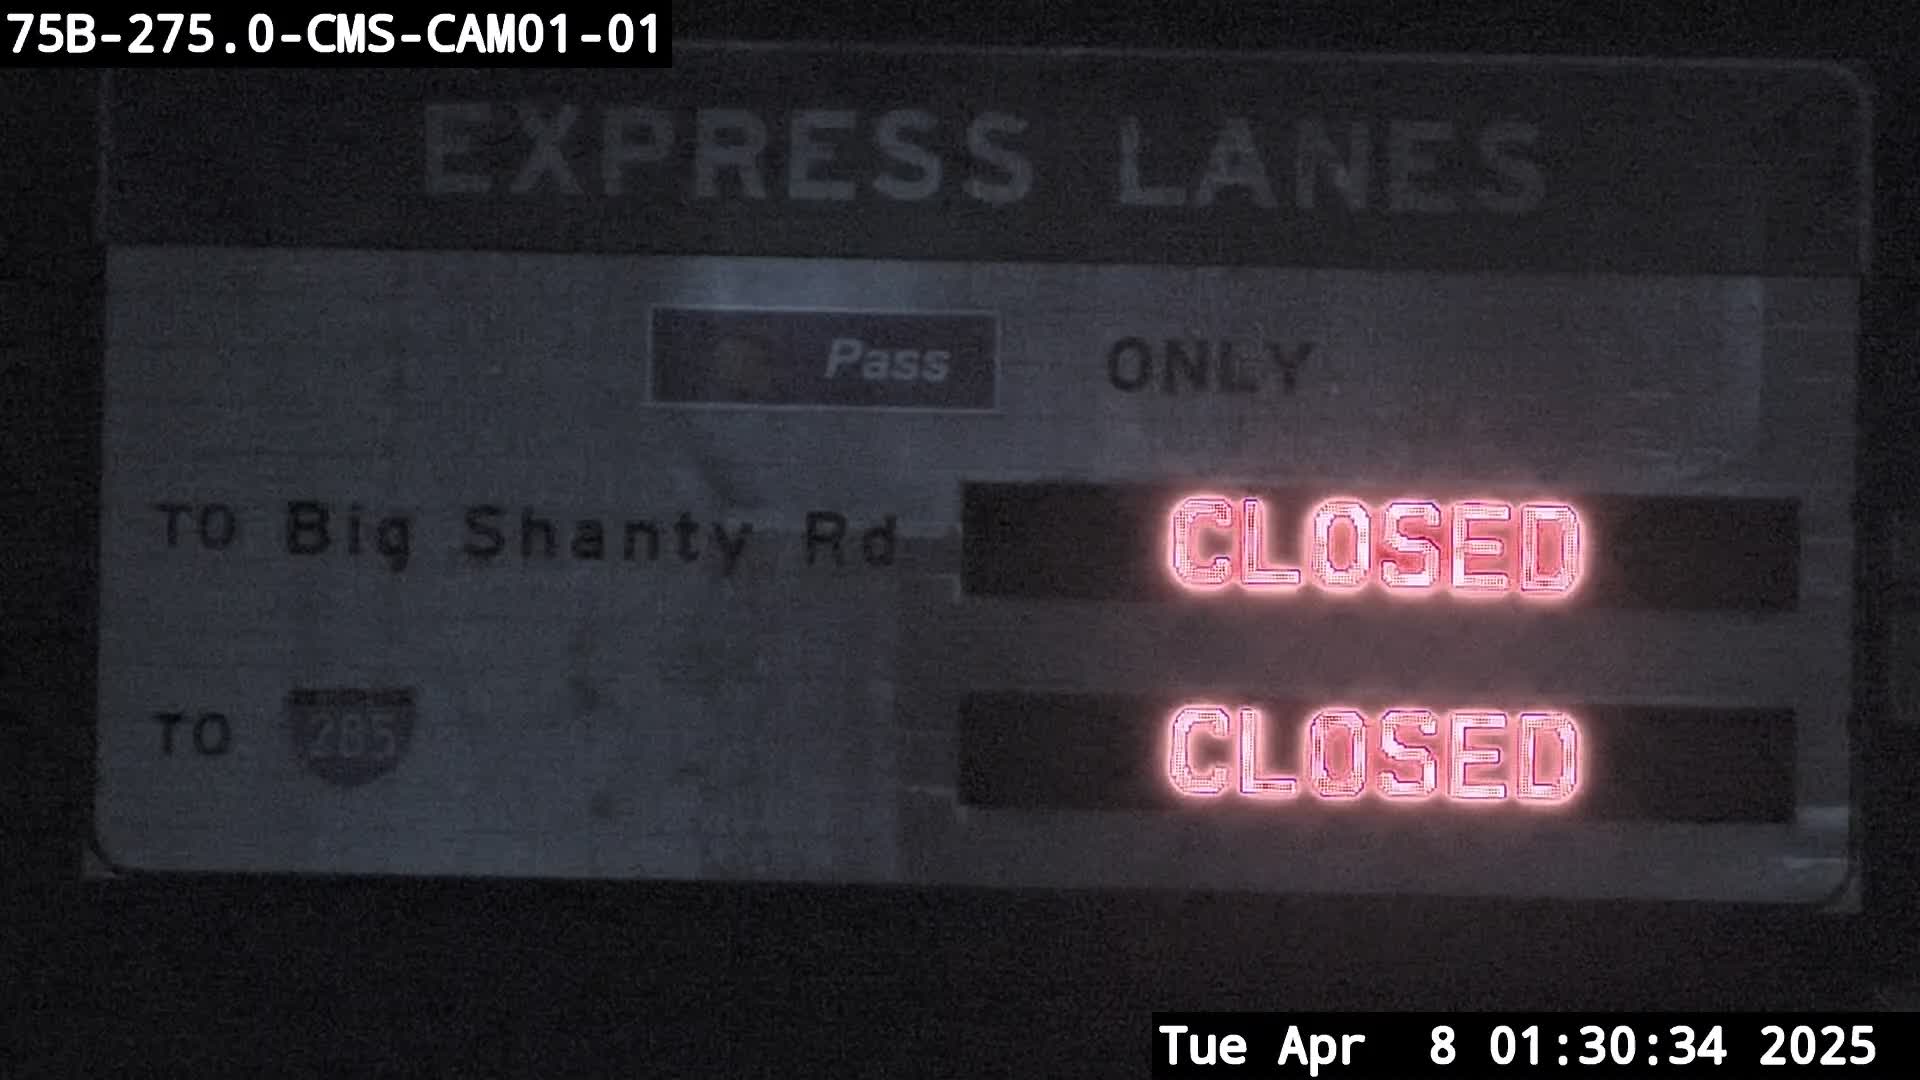 75B-275.0-CMS-CAM01-01
EXPRESS LANES
Pass ONLY
TO Big Shanty Rd CLOSED
TO 285 CLOSED
Tue Apr 8 01:30:34 2025